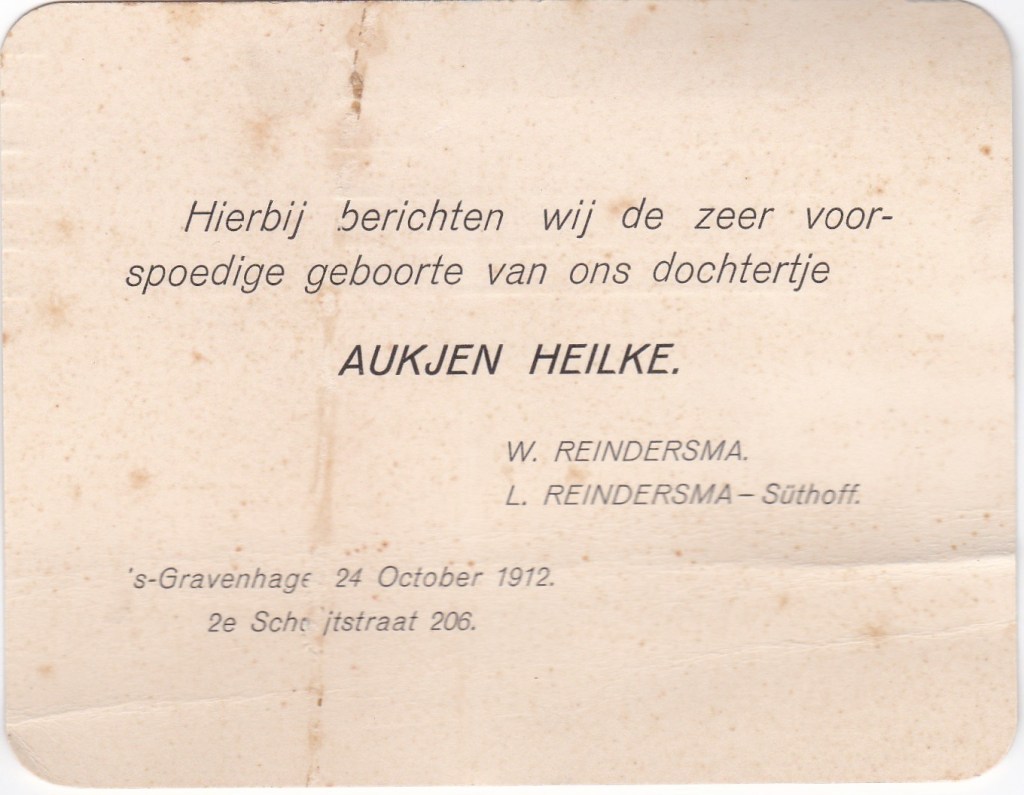 Hierbij berichten wij de zeer voor-
spoedige geboorte van ons dochtertje
AUKJEN HEILKE.
W. REINDERSMA.
L. REINDERSMA – Süthoff.
's-Gravenhage 24 October 1912.
2e 206.